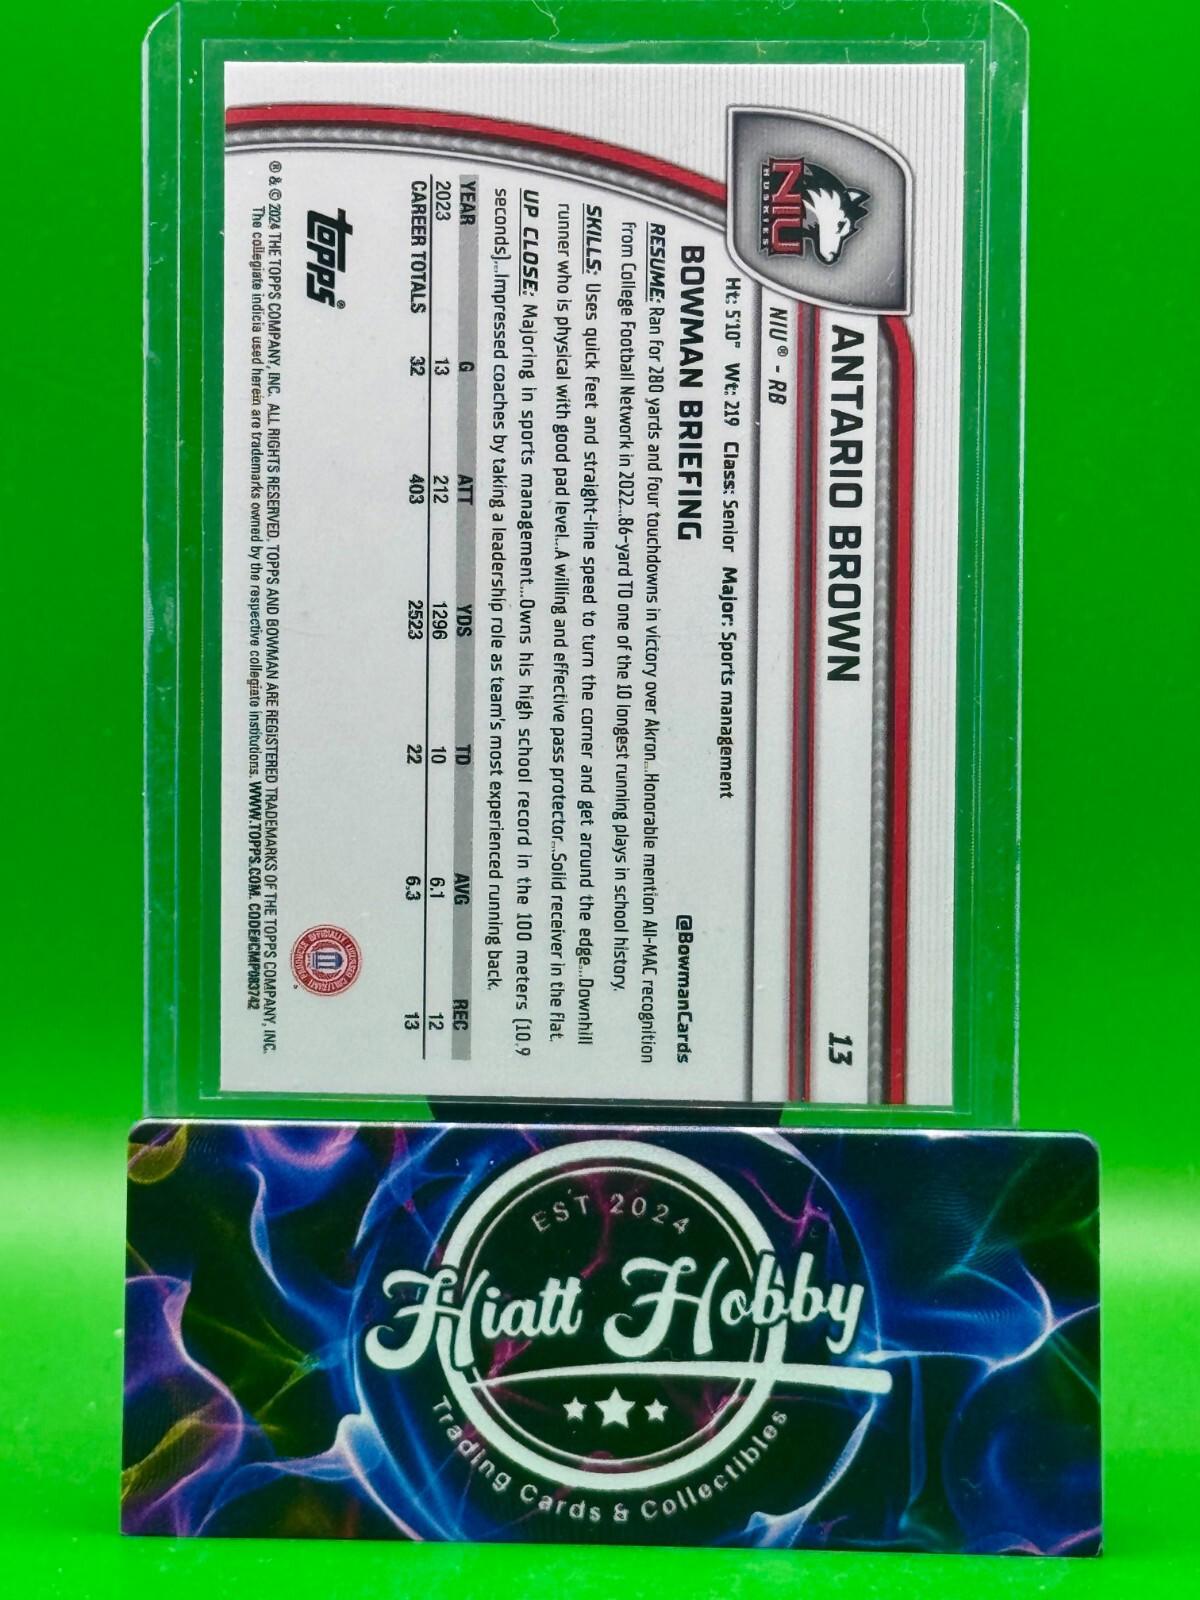 NIU
HUSKIES
ANTARIO BROWN
13
NIU® - RB
Ht: 5'10" Wt: 219 Class: Senior Major: Sports management
BOWMAN BRIEFING
@BowmanCards
RESUME: Ran for 280 yards and four touchdowns in victory over Akron...Honorable mention All-MAC recognition
from College Football Network in 2022...86-yard TD one of the 10 longest running plays in school history.
SKILLS: Uses quick feet and straight-line speed to turn the corner and get around the edge...Downhill
runner who is physical with good pad level...A willing and effective pass protector...Solid receiver in the flat.
UP CLOSE: Majoring in sports management...Owns his high school record in the 100 meters (10.9
seconds)...Impressed coaches by taking a leadership role as team's most experienced running back.
YEAR G ATT YDS TD AVG REC
2023 13 212 1296 10 6.1 12
CAREER TOTALS 32 403 2523 22 6.3 13
topps®
® & © 2024 THE TOPPS COMPANY, INC. ALL RIGHTS RESERVED. TOPPS AND BOWMAN ARE REGISTERED TRADEMARKS OF THE TOPPS COMPANY, INC.
The collegiate indicia used herein are trademarks owned by the respective collegiate institutions. WWW.TOPPS.COM. CODE#CMP083742
EST 2024
Hiatt Hobby
Trading Cards & Collectibles